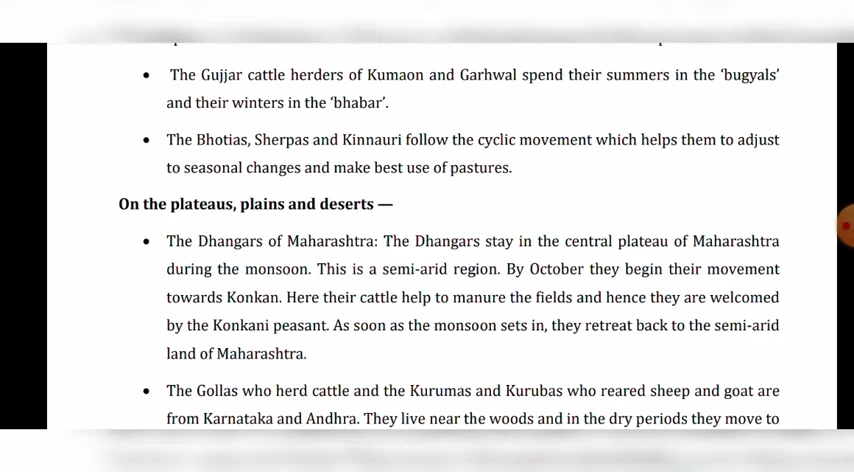 • The Gujjar cattle herders of Kumaon and Garhwal spend their summers in the ‘bugyals’
and their winters in the ‘bhabar’.
• The Bhotias, Sherpas and Kinnauri follow the cyclic movement which helps them to adjust
to seasonal changes and make best use of pastures.
On the plateaus, plains and deserts —
• The Dhangars of Maharashtra: The Dhangars stay in the central plateau of Maharashtra
during the monsoon. This is a semi-arid region. By October they begin their movement
towards Konkan. Here their cattle help to manure the fields and hence they are welcomed
by the Konkani peasant. As soon as the monsoon sets in, they retreat back to the semi-arid
land of Maharashtra.
• The Gollas who herd cattle and the Kurumas and Kurubas who reared sheep and goat are
from Karnataka and Andhra. They live near the woods and in the dry periods they move to